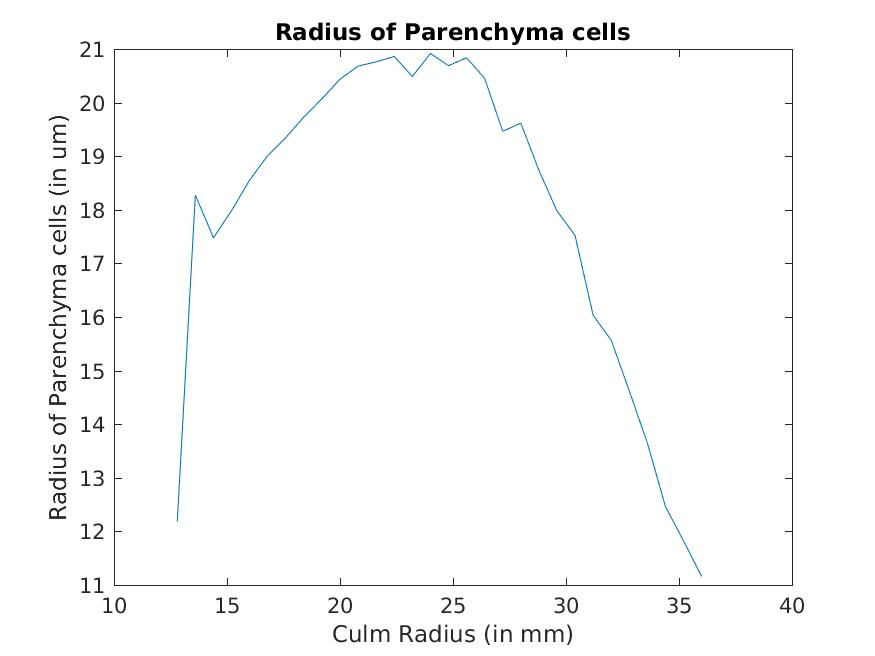 Radius of Parenchyma cells
Radius of Parenchyma cells (in um)
21
20
19
18
17
16
15
14
13
12
11
10 15 20 25 30 35 40
Culm Radius (in mm)